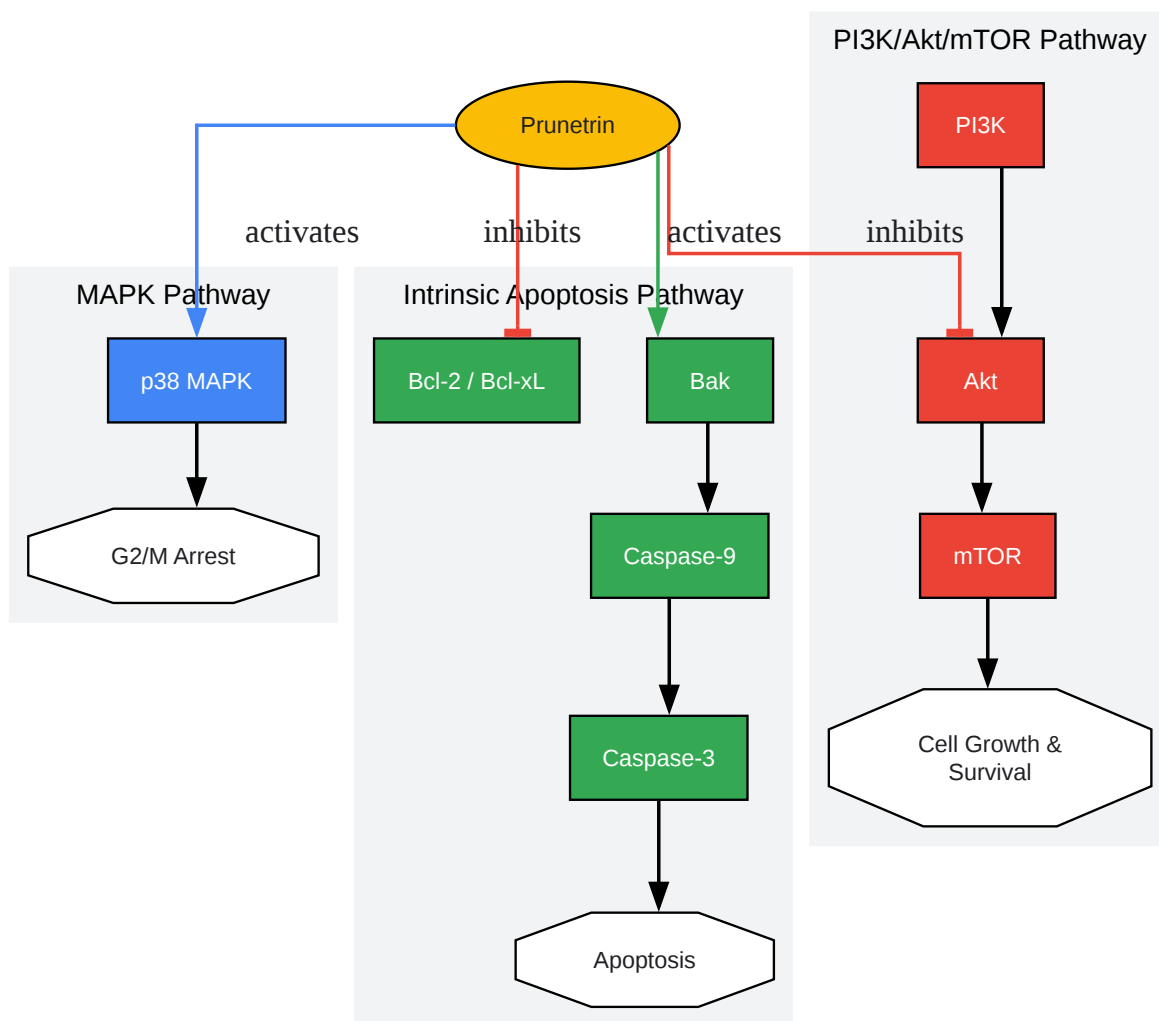 PI3K/Akt/mTOR Pathway
Prunetrin
PI3K
activates
inhibits
activates
inhibits
MAPK Pathway
Intrinsic Apoptosis Pathway
p38 MAPK
Bcl-2 / Bcl-xL
Bak
Akt
G2/M Arrest
Caspase-9
mTOR
Caspase-3
Cell Growth &
Survival
Apoptosis